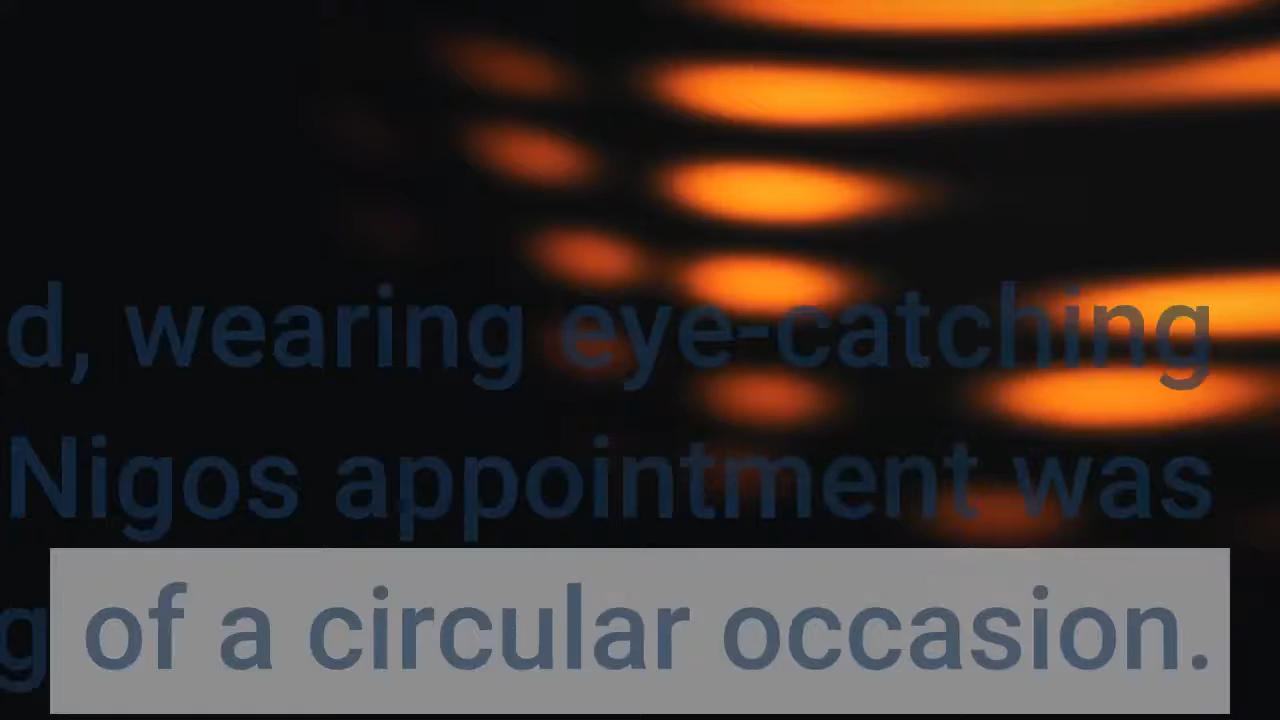 d, wearing eye-catching
Nigos appointment was
g of a circular occasion.